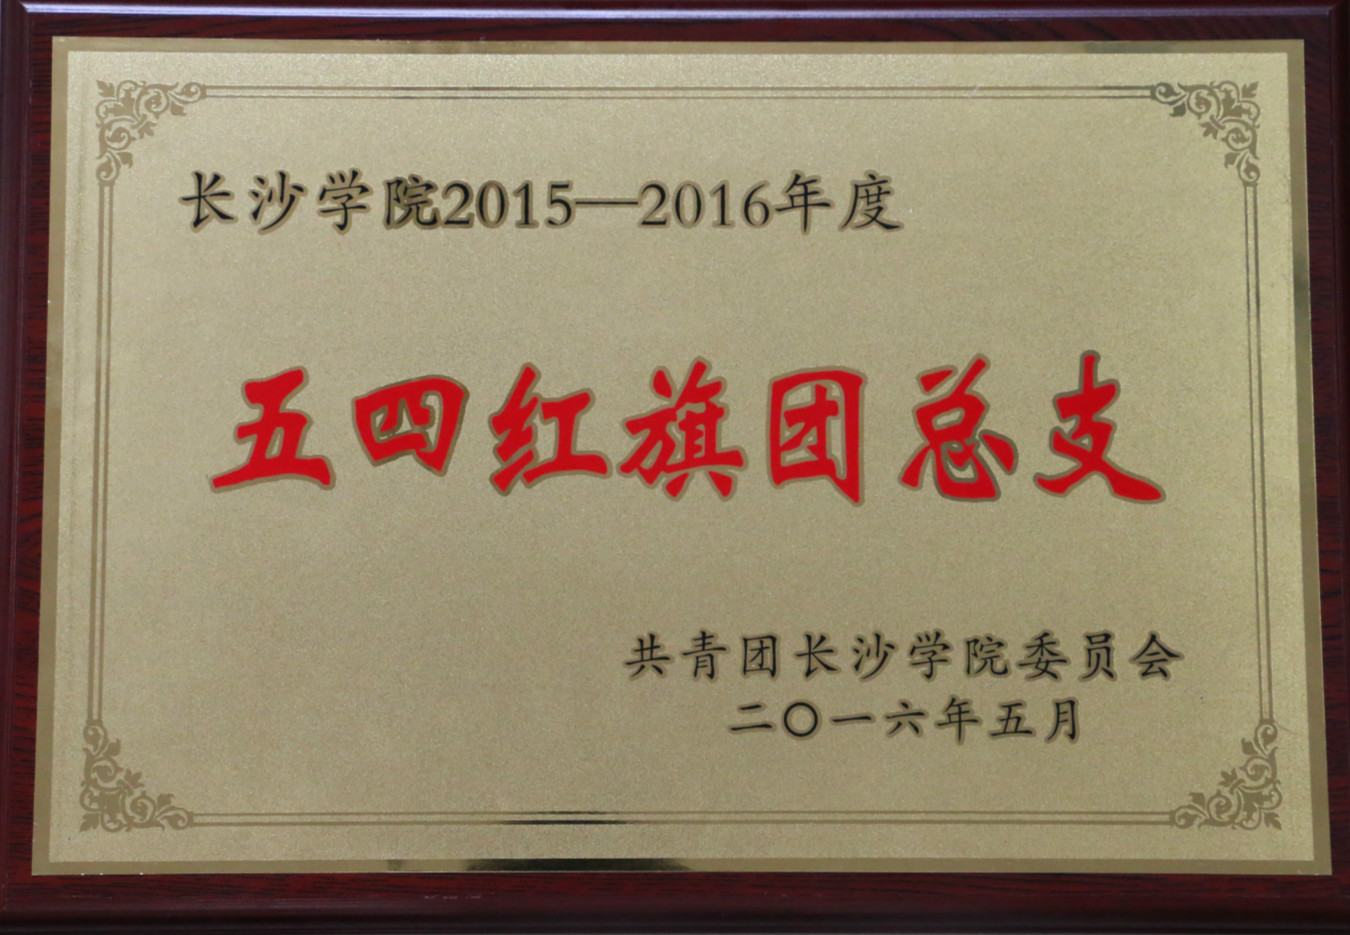 长沙学院2015—2016年度
五四红旗团总支
共青团长沙学院委员会
二〇一六年五月